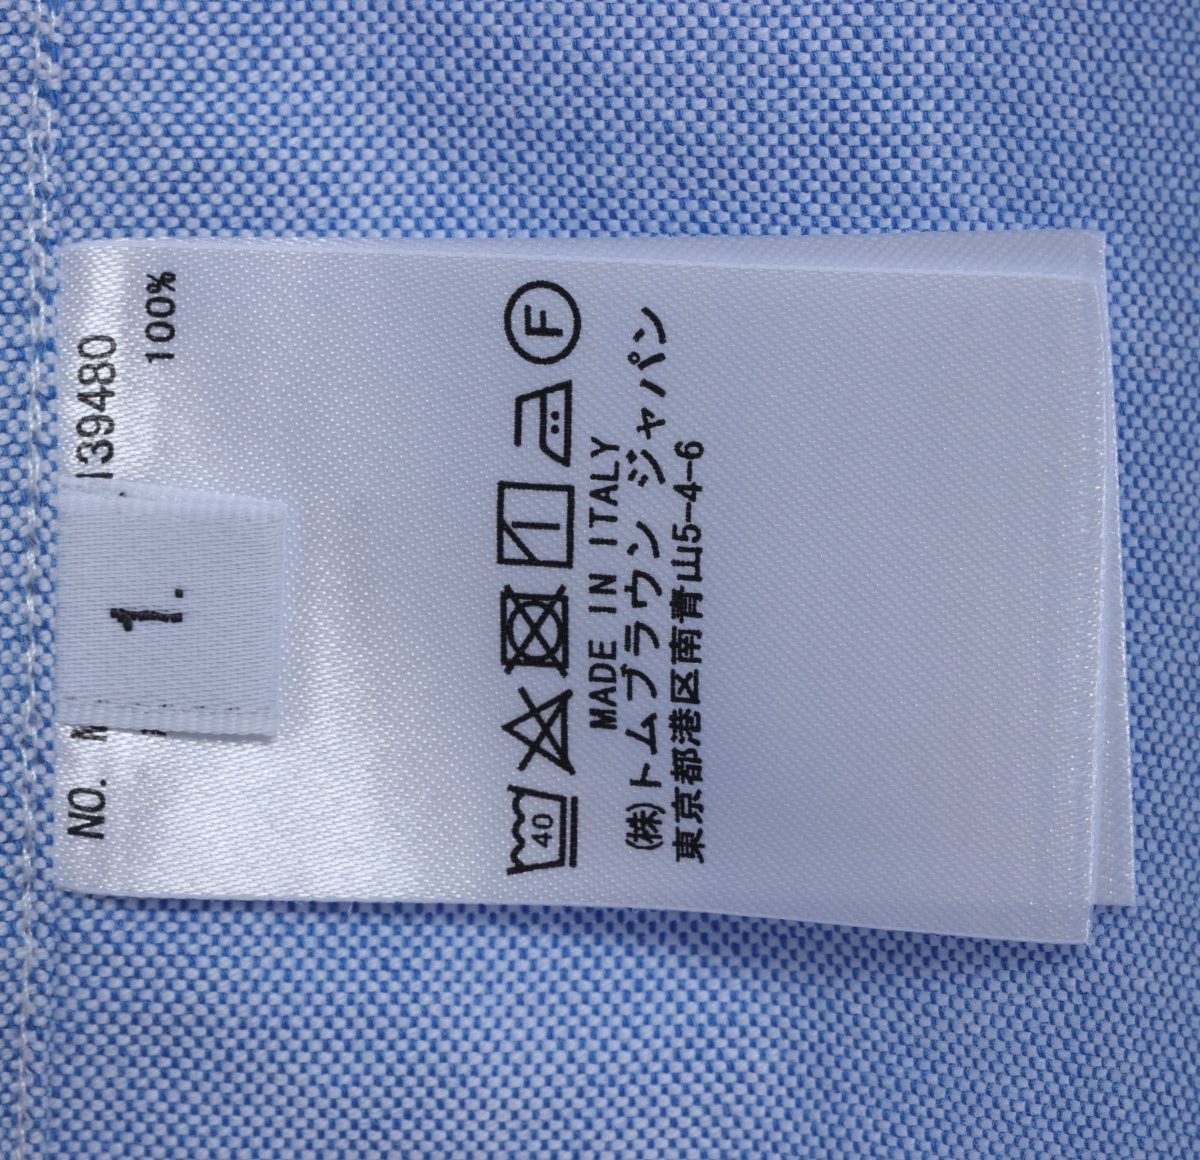 NO. 139480
1.
100%
40 F
MADE IN ITALY
㈱トムブラウン ジャパン
東京都港区南青山5-4-6